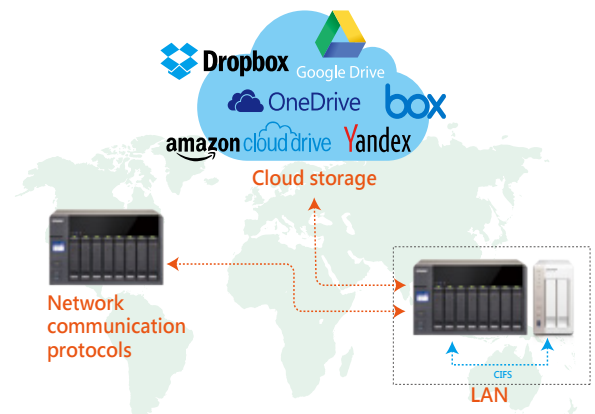 Dropbox
Google Drive
OneDrive
box
amazon cloud drive
Yandex
Cloud storage
Network
communication
protocols
CIFS
LAN